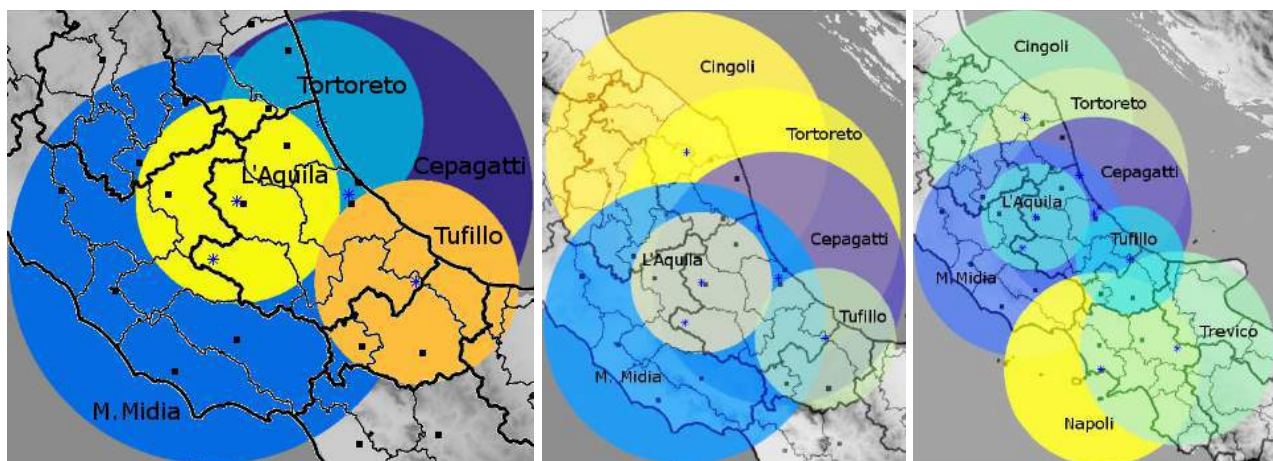 Tortoreto
L'Aquila
Cepagatti
Tufillo
M.Midia
Cingoli
Tortoreto
Cepagatti
L'Aquila
Tufillo
M. Midia
Cingoli
Tortoreto
Cepagatti
L'Aquila
Tufillo
M.Midia
Trevico
Napoli